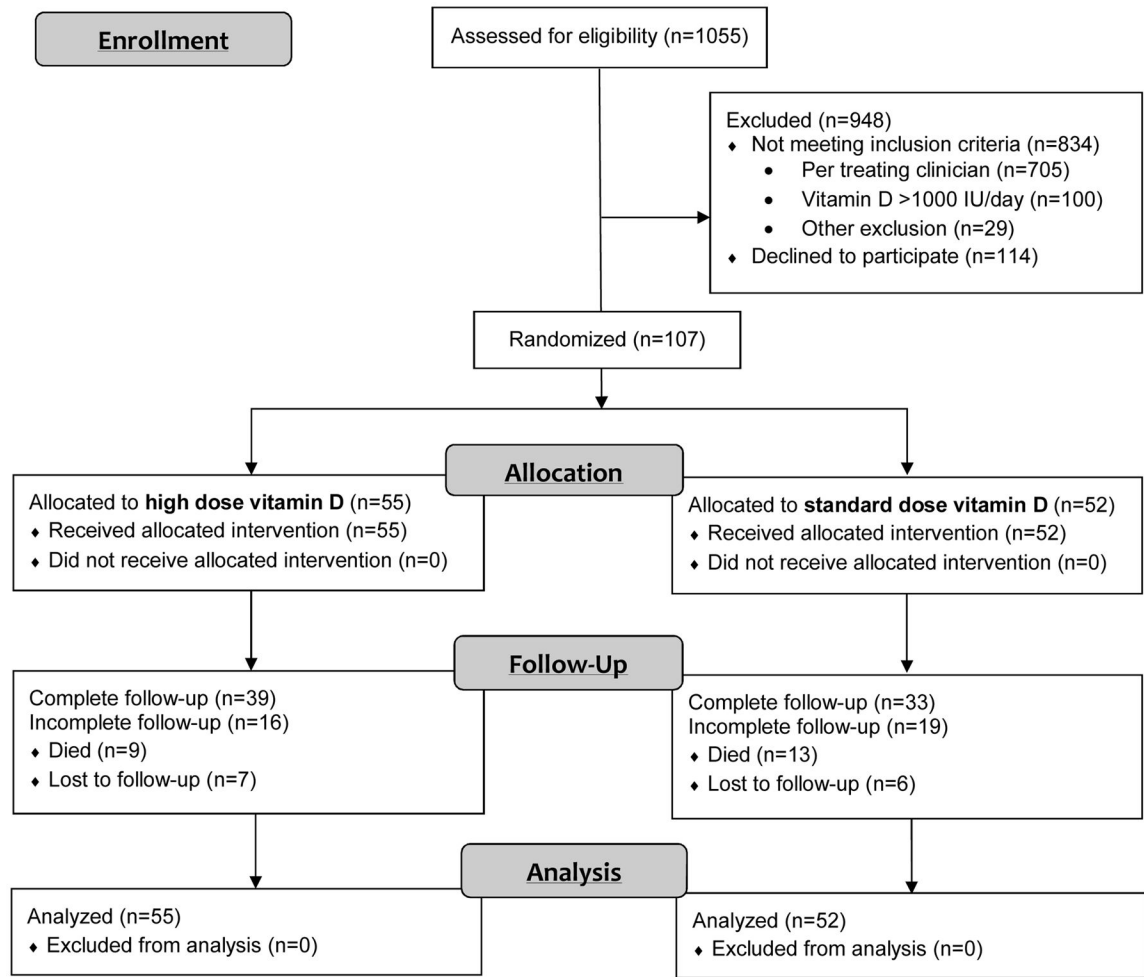 Enrollment
Assessed for eligibility (n=1055)
Excluded (n=948)
⬧ Not meeting inclusion criteria (n=834)
• Per treating clinician (n=705)
• Vitamin D >1000 IU/day (n=100)
• Other exclusion (n=29)
⬧ Declined to participate (n=114)
Randomized (n=107)
Allocation
Allocated to high dose vitamin D (n=55)
⬧ Received allocated intervention (n=55)
⬧ Did not receive allocated intervention (n=0)
Allocated to standard dose vitamin D (n=52)
⬧ Received allocated intervention (n=52)
⬧ Did not receive allocated intervention (n=0)
Follow-Up
Complete follow-up (n=39)
Incomplete follow-up (n=16)
⬧ Died (n=9)
⬧ Lost to follow-up (n=7)
Complete follow-up (n=33)
Incomplete follow-up (n=19)
⬧ Died (n=13)
⬧ Lost to follow-up (n=6)
Analysis
Analyzed (n=55)
⬧ Excluded from analysis (n=0)
Analyzed (n=52)
⬧ Excluded from analysis (n=0)